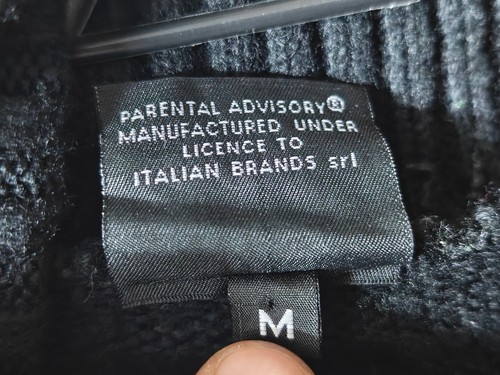 PARENTAL ADVISORY®
MANUFACTURED UNDER
LICENCE TO
ITALIAN BRANDS srl
M